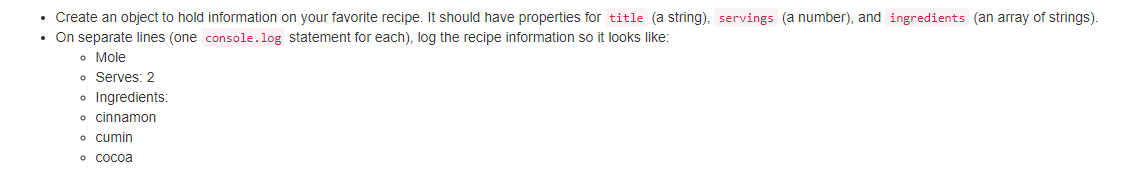 Create an object to hold information on your favorite recipe. It should have properties for title (a string), servings (a number), and ingredients (an array of strings).
On separate lines (one console.log statement for each), log the recipe information so it looks like:
Mole
Serves: 2
Ingredients:
cinnamon
cumin
cocoa